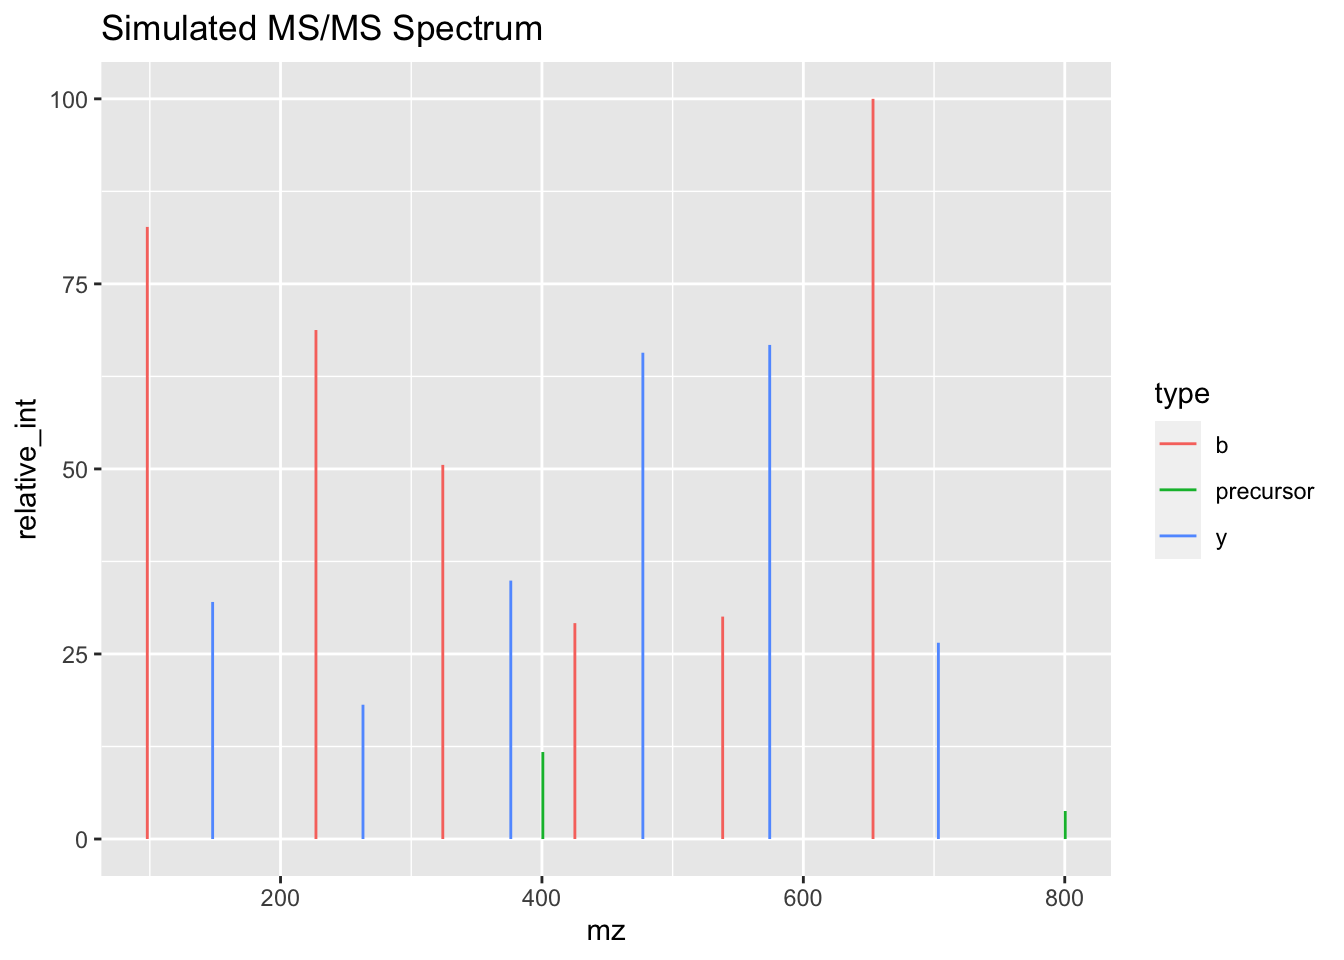 Simulated MS/MS Spectrum
100
75
50
25
0
relative_int
200
400
600
800
mz
type
b
precursor
y